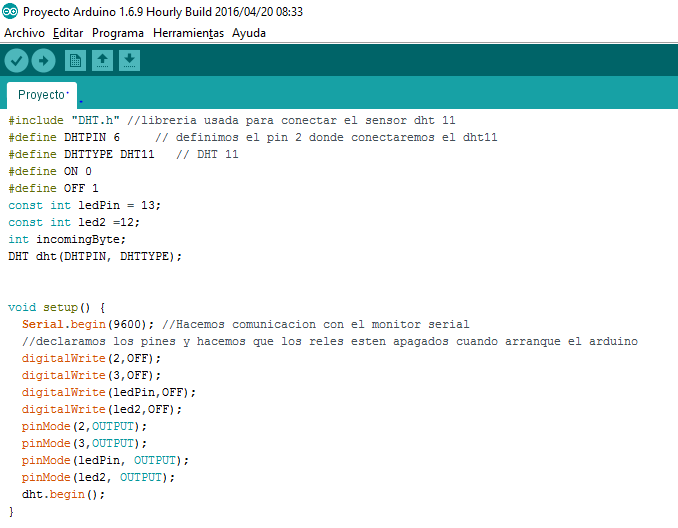 Proyecto Arduino 1.6.9 Hourly Build 2016/04/20 08:33
Archivo Editar Programa Herramientas Ayuda
Proyecto
#include "DHT.h" //libreria usada para conectar el sensor dht 11
#define DHTPIN 6     // definimos el pin 2 donde conectaremos el dht11
#define DHTTYPE DHT11   // DHT 11
#define ON 0
#define OFF 1
const int ledPin = 13;
const int led2 =12;
int incomingByte;
DHT dht(DHTPIN, DHTTYPE);
void setup() {
  Serial.begin(9600); //Hacemos comunicacion con el monitor serial
  //declaramos los pines y hacemos que los reles esten apagados cuando arranque el arduino
  digitalWrite(2,OFF);
  digitalWrite(3,OFF);
  digitalWrite(ledPin,OFF);
  digitalWrite(led2,OFF);
  pinMode(2,OUTPUT);
  pinMode(3,OUTPUT);
  pinMode(ledPin, OUTPUT);
  pinMode(led2, OUTPUT);
  dht.begin();
}